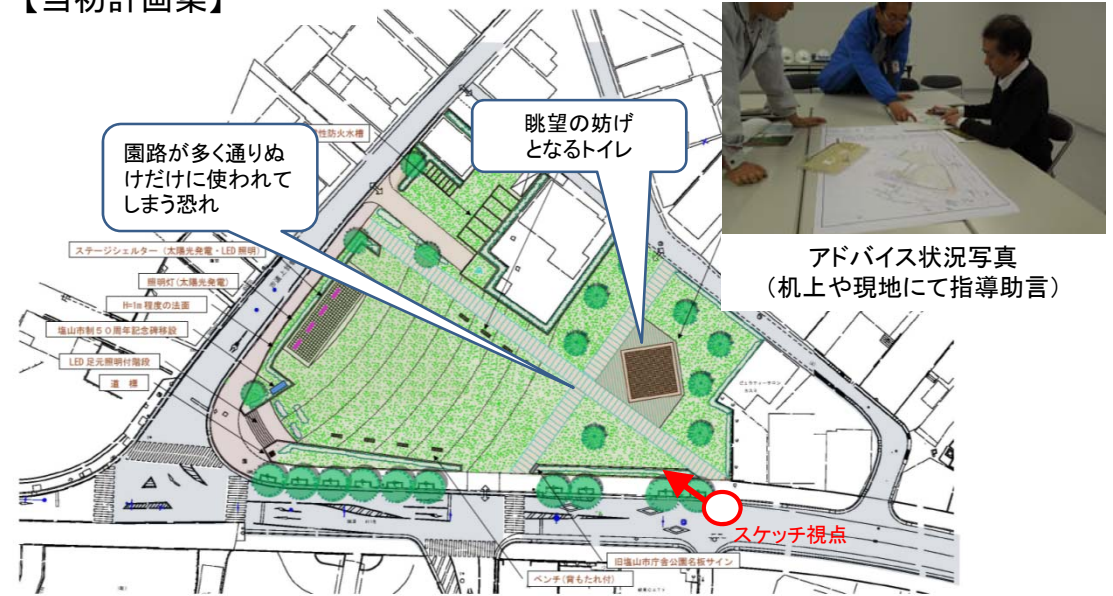 【当初計画案】
園路が多く通りぬ
けだけに使われて
しまう恐れ
眺望の妨げ
となるトイレ
アドバイス状況写真
（机上や現地にて指導助言）
性防火水槽
ステージシェルター（太陽光発電・LED照明）
照明灯（太陽光発電）
H=1m程度の法面
塩山市制５０周年記念碑移設
LED足元照明付階段
道 標
スケッチ視点
旧塩山市庁舎公園名板サイン
ベンチ（背もたれ付）